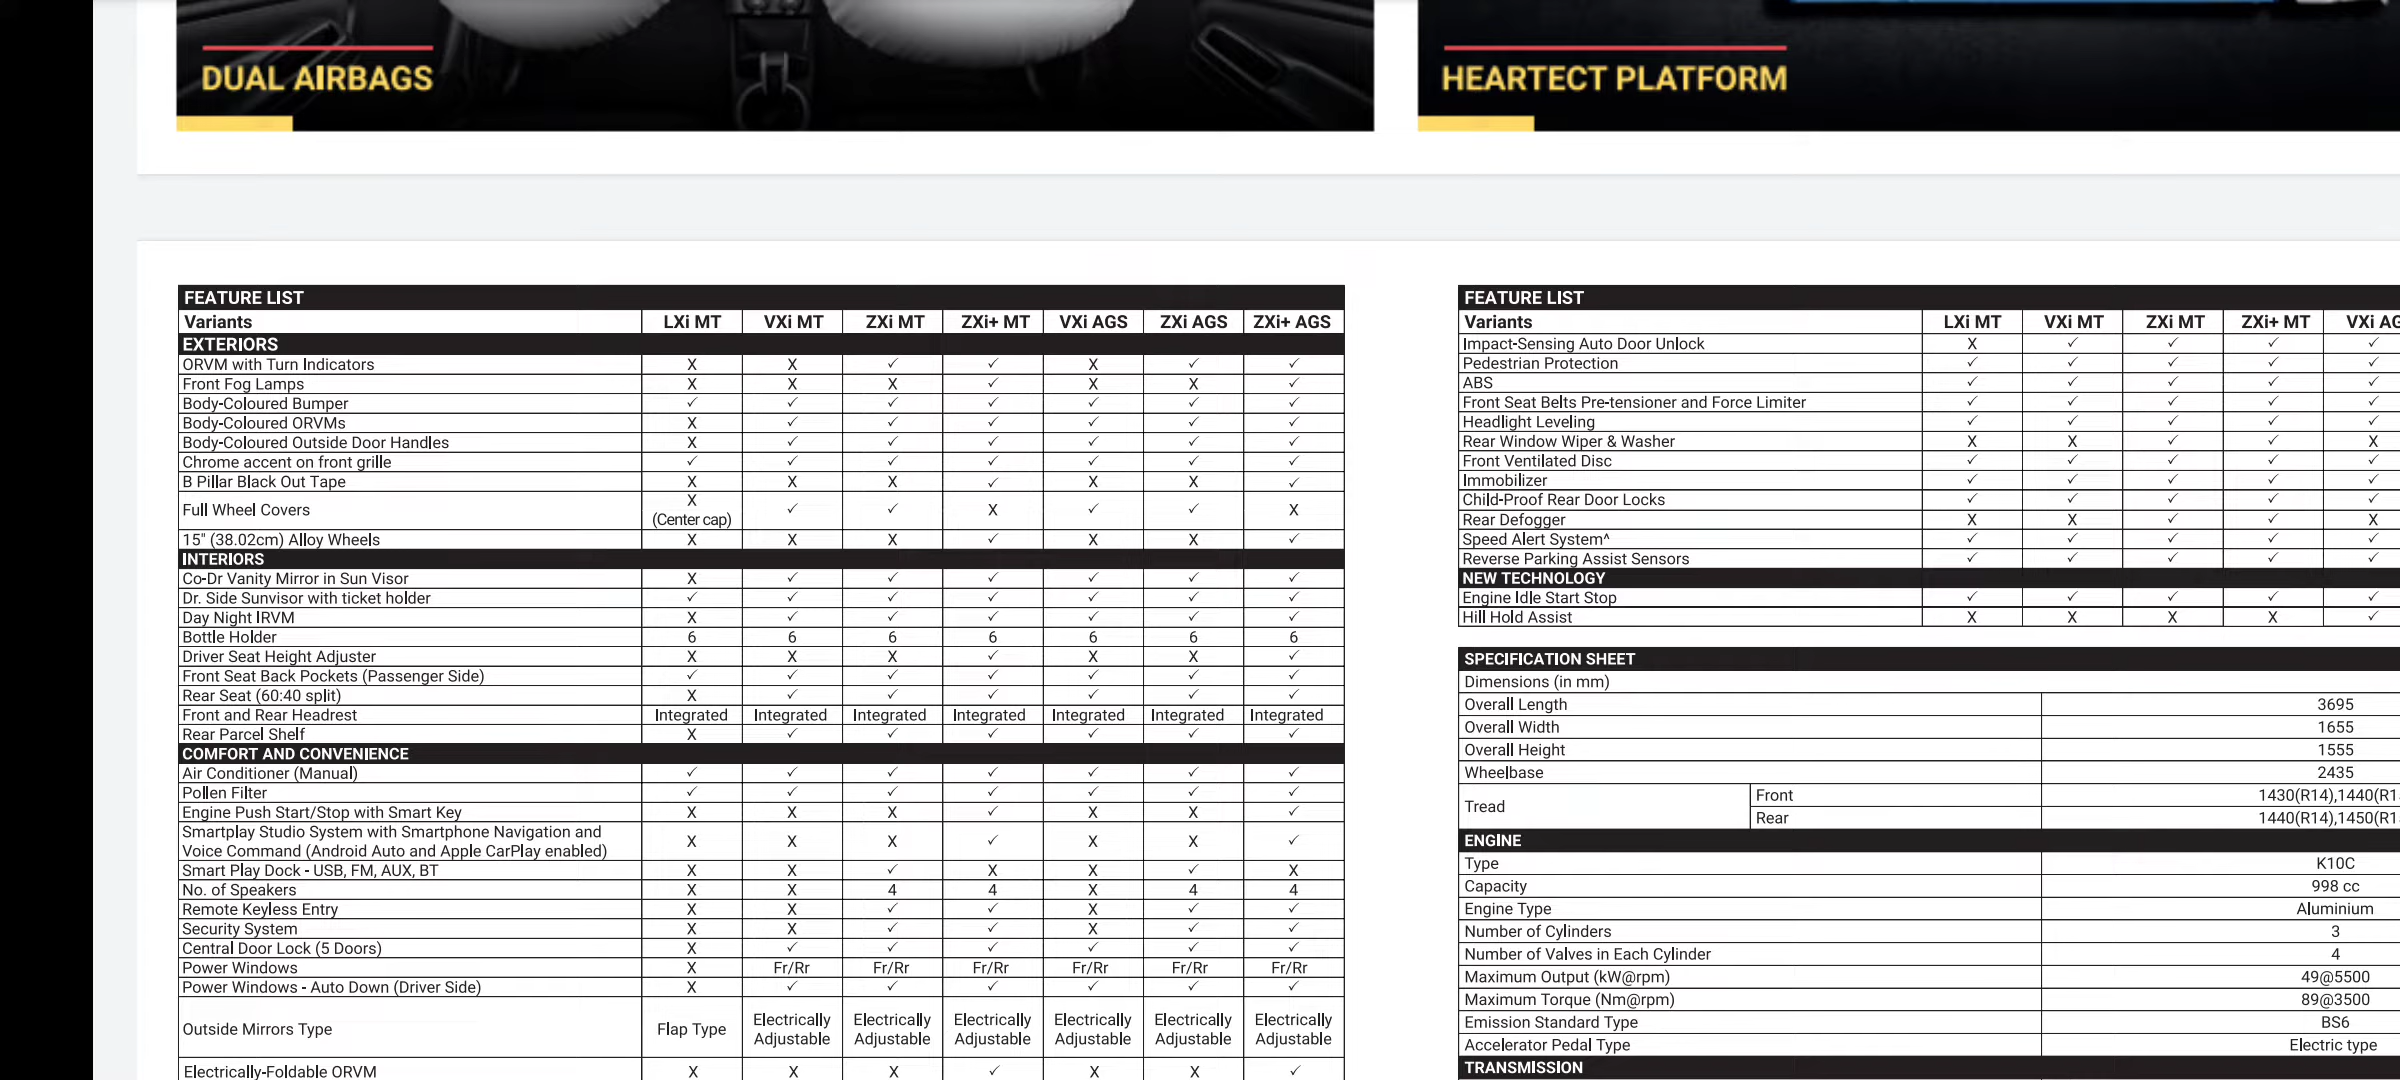 DUAL AIRBAGS
HEARTECT PLATFORM
FEATURE LIST
Variants LXi MT VXi MT ZXi MT ZXi+ MT VXi AGS ZXi AGS ZXi+ AGS
EXTERIORS
ORVM with Turn Indicators X X ✓ ✓ X ✓ ✓
Front Fog Lamps X X X ✓ X X ✓
Body-Coloured Bumper ✓ ✓ ✓ ✓ ✓ ✓ ✓
Body-Coloured ORVMs X ✓ ✓ ✓ ✓ ✓ ✓
Body-Coloured Outside Door Handles X ✓ ✓ ✓ ✓ ✓ ✓
Chrome accent on front grille ✓ ✓ ✓ ✓ ✓ ✓ ✓
B Pillar Black Out Tape X X X ✓ X X ✓
Full Wheel Covers X (Center cap) ✓ ✓ X ✓ ✓ X
15" (38.02cm) Alloy Wheels X X X ✓ X X ✓
INTERIORS
Co-Dr Vanity Mirror in Sun Visor X ✓ ✓ ✓ ✓ ✓ ✓
Dr. Side Sunvisor with ticket holder ✓ ✓ ✓ ✓ ✓ ✓ ✓
Day Night IRVM X ✓ ✓ ✓ ✓ ✓ ✓
Bottle Holder 6 6 6 6 6 6 6
Driver Seat Height Adjuster X X X ✓ X X ✓
Front Seat Back Pockets (Passenger Side) ✓ ✓ ✓ ✓ ✓ ✓ ✓
Rear Seat (60:40 split) X ✓ ✓ ✓ ✓ ✓ ✓
Front and Rear Headrest Integrated Integrated Integrated Integrated Integrated Integrated Integrated
Rear Parcel Shelf X ✓ ✓ ✓ ✓ ✓ ✓
COMFORT AND CONVENIENCE
Air Conditioner (Manual) ✓ ✓ ✓ ✓ ✓ ✓ ✓
Pollen Filter ✓ ✓ ✓ ✓ ✓ ✓ ✓
Engine Push Start/Stop with Smart Key X X X ✓ X X ✓
Smartplay Studio System with Smartphone Navigation and
Voice Command (Android Auto and Apple CarPlay enabled) X X X ✓ X X ✓
Smart Play Dock - USB, FM, AUX, BT X X ✓ X X ✓ X
No. of Speakers X X 4 4 X 4 4
Remote Keyless Entry X X ✓ ✓ X ✓ ✓
Security System X X ✓ ✓ X ✓ ✓
Central Door Lock (5 Doors) X ✓ ✓ ✓ ✓ ✓ ✓
Power Windows X Fr/Rr Fr/Rr Fr/Rr Fr/Rr Fr/Rr Fr/Rr
Power Windows - Auto Down (Driver Side) X ✓ ✓ ✓ ✓ ✓ ✓
Outside Mirrors Type Flap Type Electrically Adjustable Electrically Adjustable Electrically Adjustable Electrically Adjustable Electrically Adjustable Electrically Adjustable
Electrically-Foldable ORVM X X X ✓ X X ✓
FEATURE LIST
Variants LXi MT VXi MT ZXi MT ZXi+ MT VXi AG
Impact-Sensing Auto Door Unlock X ✓ ✓ ✓ ✓
Pedestrian Protection ✓ ✓ ✓ ✓ ✓
ABS ✓ ✓ ✓ ✓ ✓
Front Seat Belts Pre-tensioner and Force Limiter ✓ ✓ ✓ ✓ ✓
Headlight Leveling ✓ ✓ ✓ ✓ ✓
Rear Window Wiper & Washer X X ✓ ✓ X
Front Ventilated Disc ✓ ✓ ✓ ✓ ✓
Immobilizer ✓ ✓ ✓ ✓ ✓
Child-Proof Rear Door Locks ✓ ✓ ✓ ✓ ✓
Rear Defogger X X ✓ ✓ X
Speed Alert System^ ✓ ✓ ✓ ✓ ✓
Reverse Parking Assist Sensors ✓ ✓ ✓ ✓ ✓
NEW TECHNOLOGY
Engine Idle Start Stop ✓ ✓ ✓ ✓ ✓
Hill Hold Assist X X X X ✓
SPECIFICATION SHEET
Dimensions (in mm)
Overall Length 3695
Overall Width 1655
Overall Height 1555
Wheelbase 2435
Tread Front 1430(R14),1440(R1
Rear 1440(R14),1450(R1
ENGINE
Type K10C
Capacity 998 cc
Engine Type Aluminium
Number of Cylinders 3
Number of Valves in Each Cylinder 4
Maximum Output (kW@rpm) 49@5500
Maximum Torque (Nm@rpm) 89@3500
Emission Standard Type BS6
Accelerator Pedal Type Electric type
TRANSMISSION